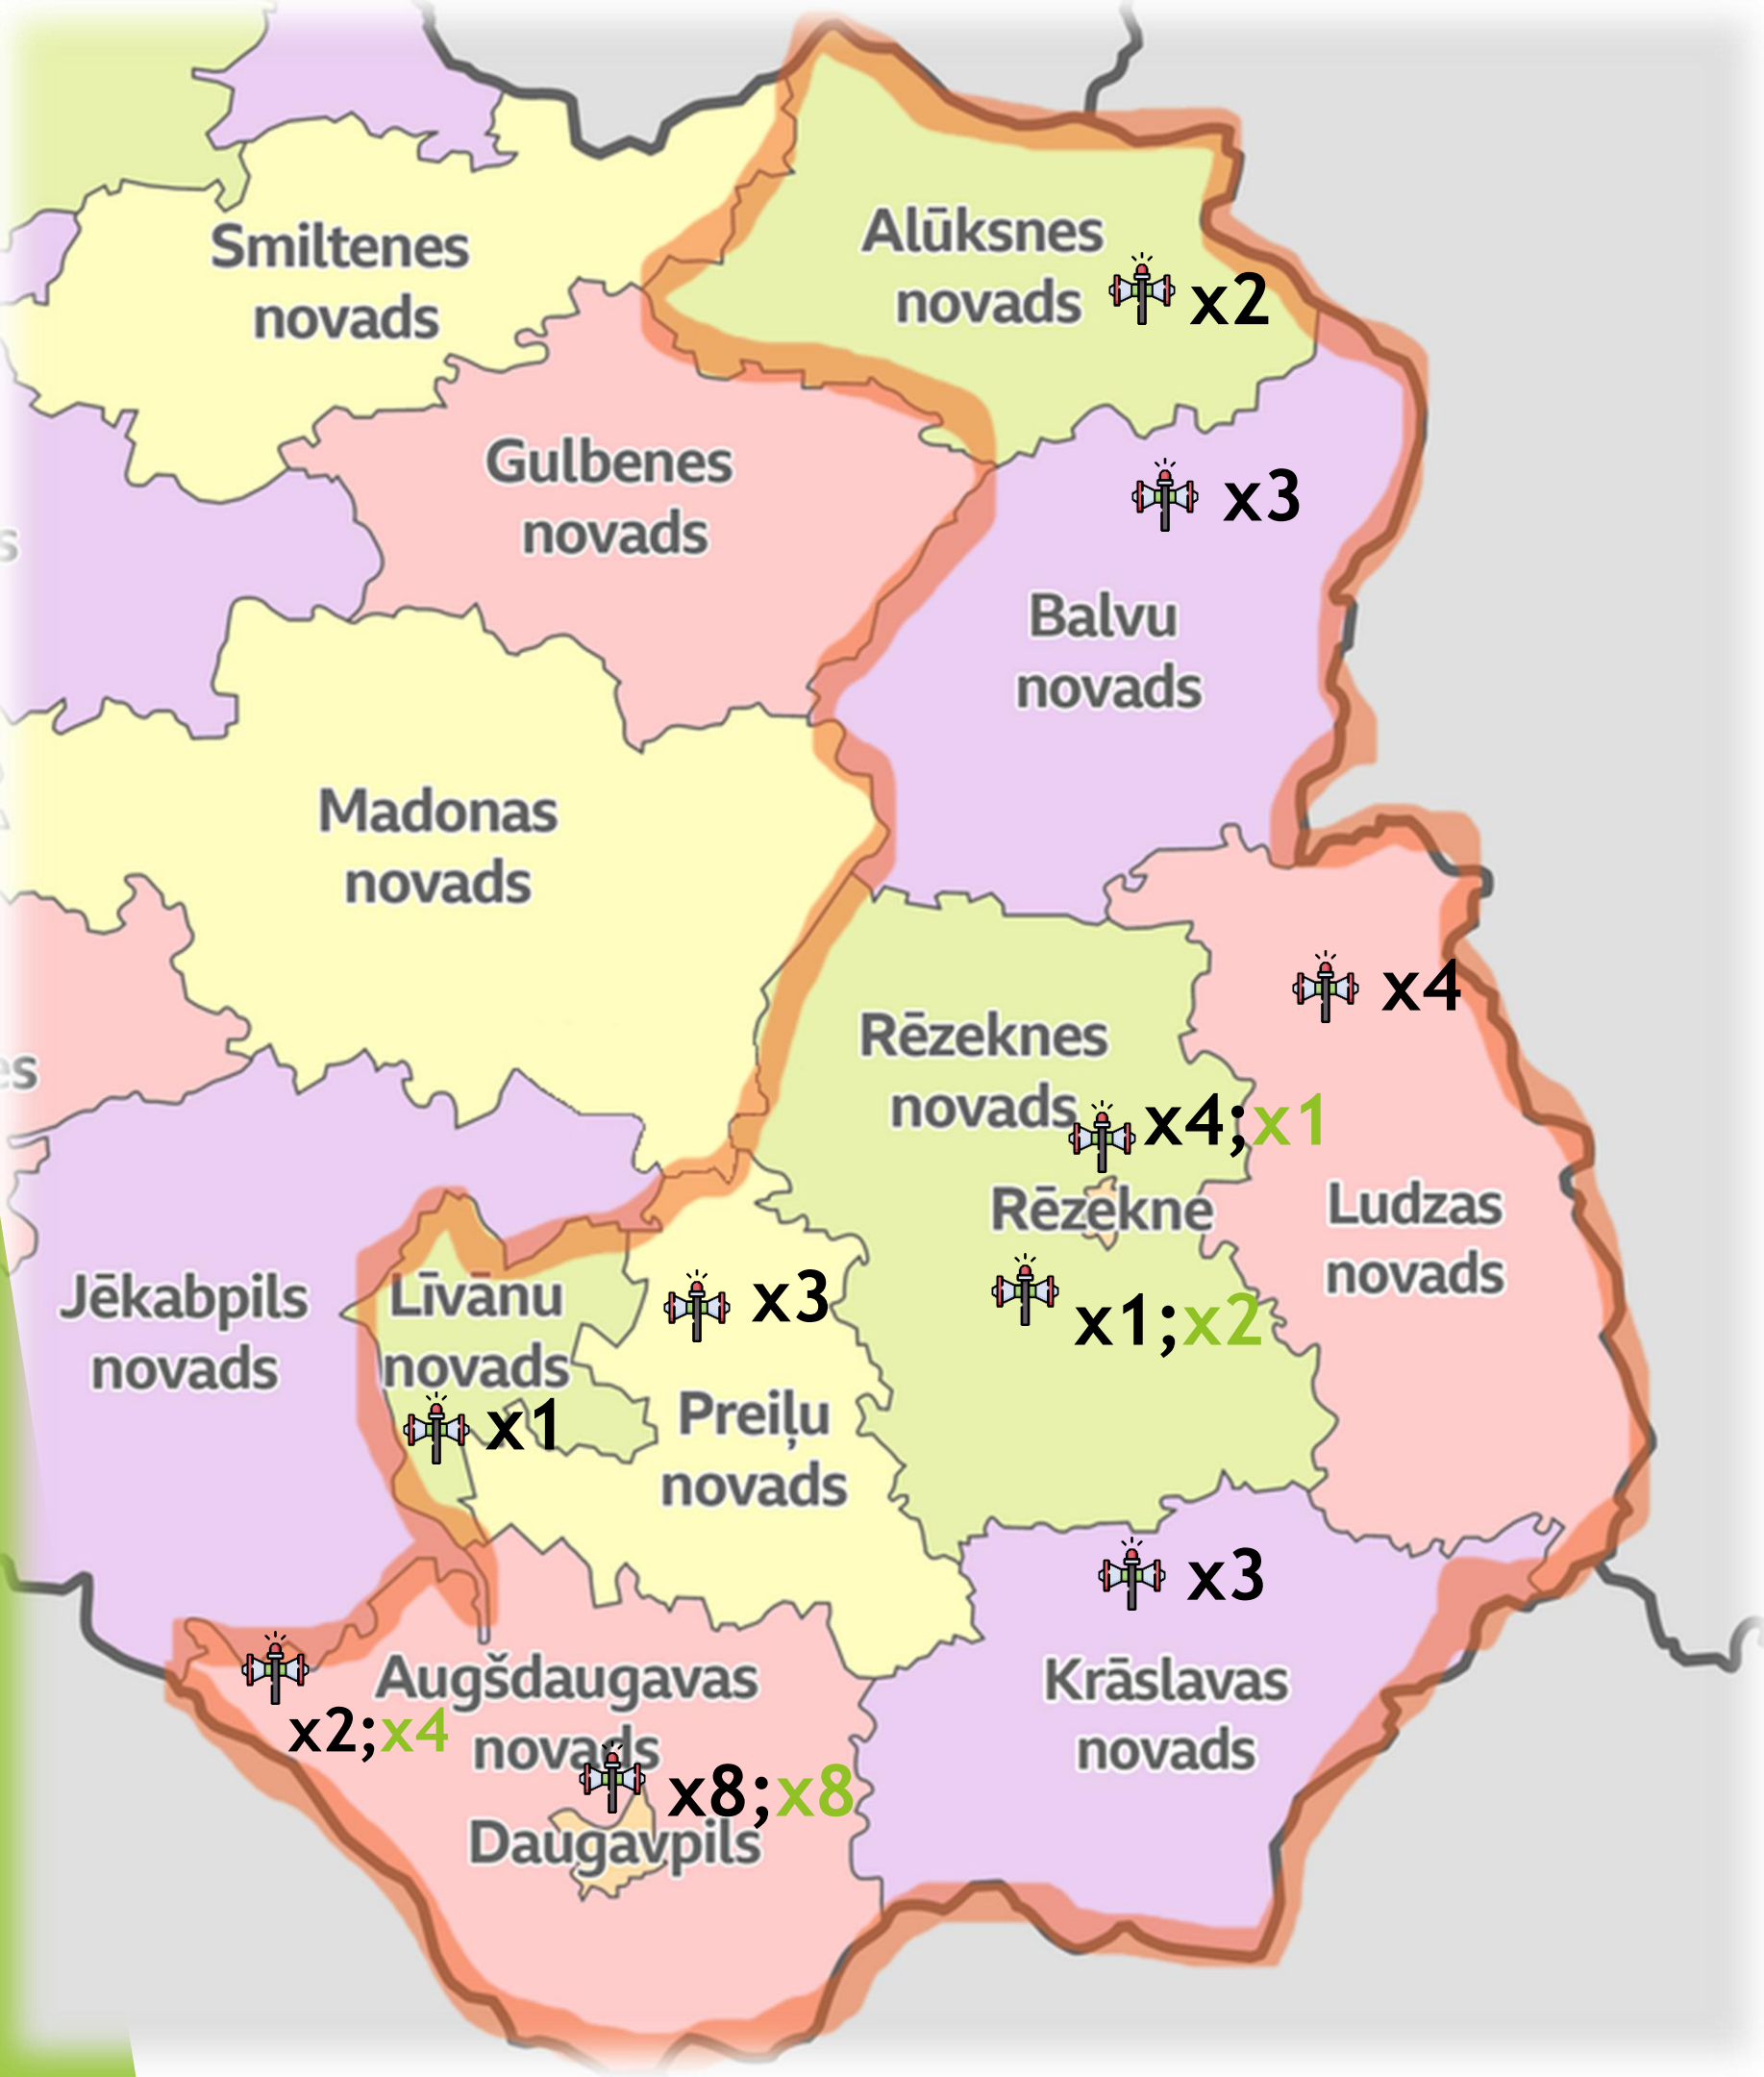 Smiltenes
novads
Alūksnes
novads
x2
Gulbenes
novads
x3
s
Balvu
novads
Madonas
novads
x4
Rēzeknes
novads
x4;x1
es
Rēzekne
Ludzas
novads
Jēkabpils
novads
Līvānu
novads
x3
x1;x2
x1
Preiļu
novads
x3
Augšdaugavas
novads
Krāslavas
novads
x2;x4
x8;x8
Daugavpils